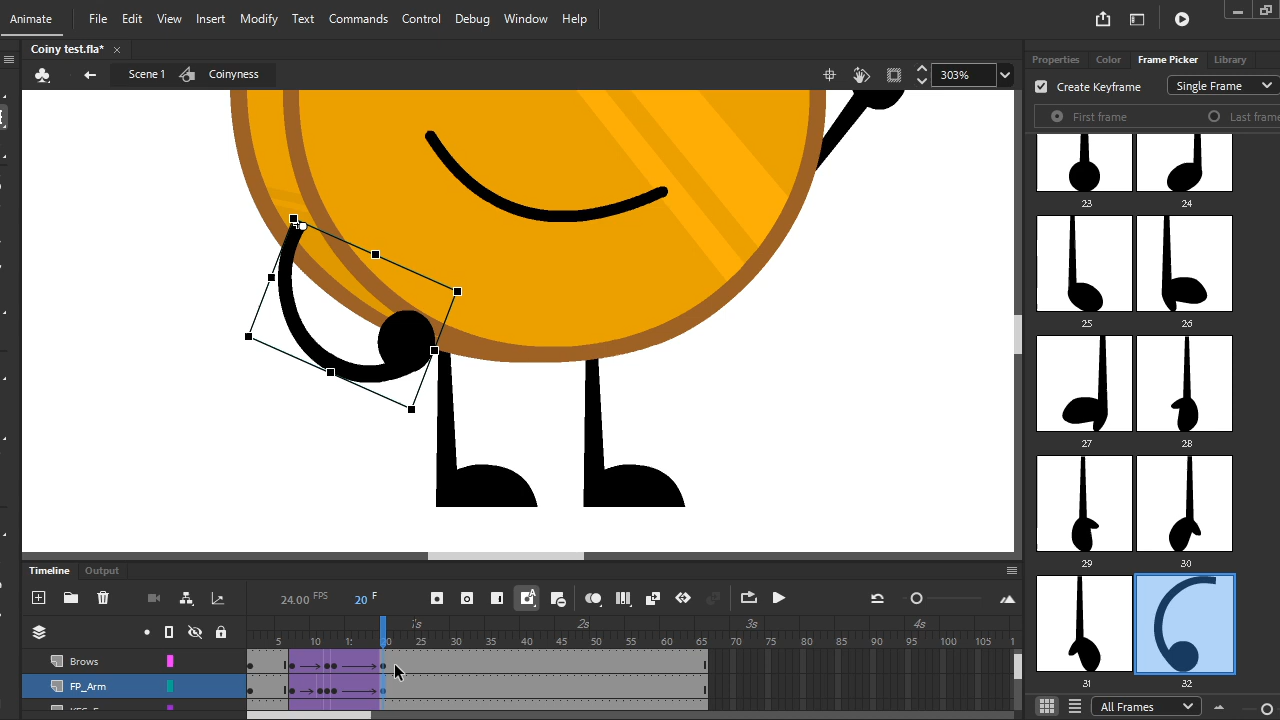 Animate File Edit View Insert Modify Text Commands Control Debug Window Help
Coiny test.fla*
Scene 1 Coinyness 303%
Properties Color Frame Picker Library
Create Keyframe Single Frame
First frame Last frame
23 24
25 26
27 28
29 30
31 32
All Frames
Timeline Output
24.00 FPS 20 F
1s 2s 3s 4s
5 10 1: 20 25 30 35 40 45 50 55 60 65 70 75 80 85 90 95 100 105 1
Brows
FP_Arm